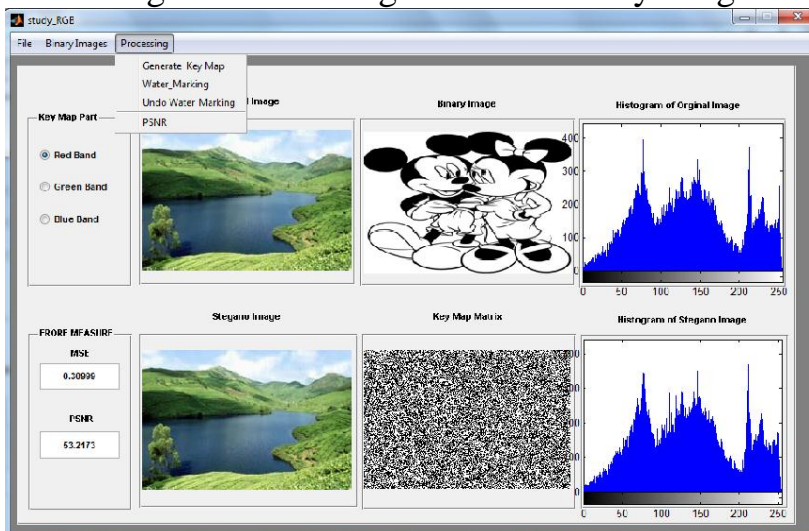 study_RGB
File Binary Images Processing
Generate Key Map
Water_Marking
Undo Water Marking
PSNR
Image
Binary Image
Histogram of Orginal Image
Key Map Part
Red Band
Green Band
Blue Band
400
300
200
100
0
0 50 100 150 200 250
Stegano Image
Key Map Matrix
Histogram of Stegano Image
ERORE MEASURE
MSE
0.30999
PSNR
53.2173
0 50 100 150 200 250